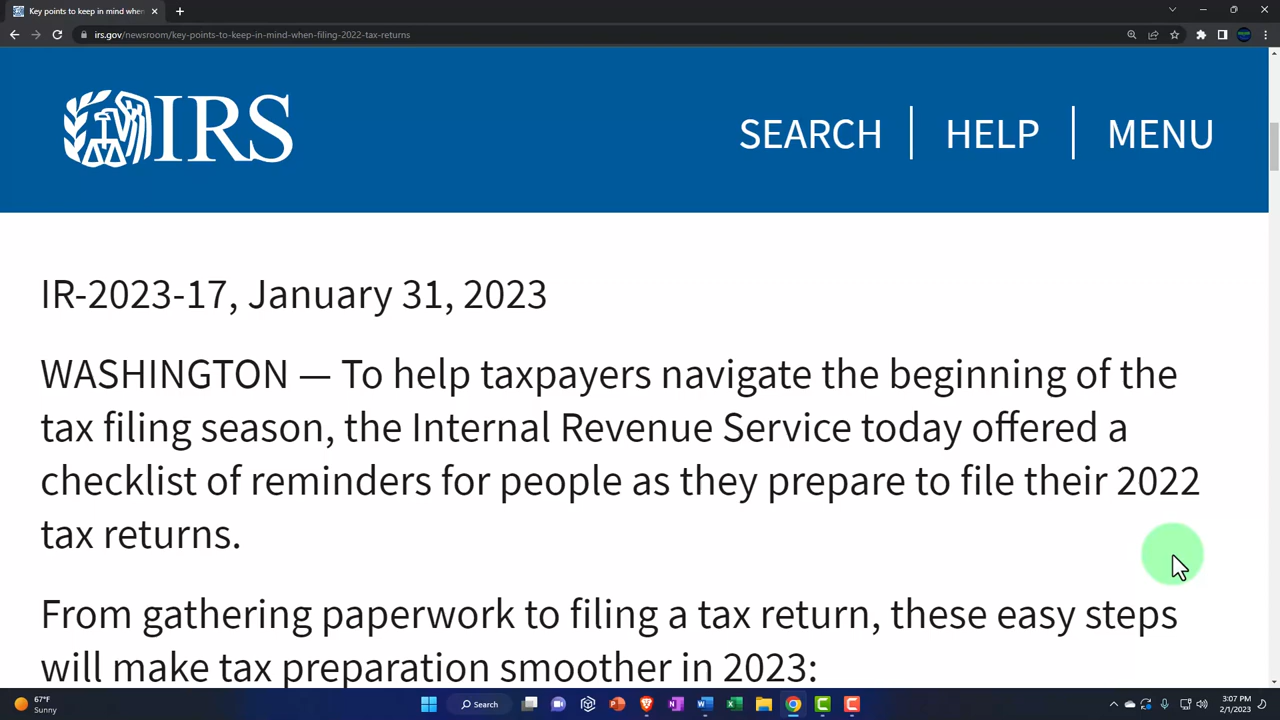 Key points to keep in mind when
irs.gov/newsroom/key-points-to-keep-in-mind-when-filing-2022-tax-returns
IRS
SEARCH
HELP
MENU
IR-2023-17, January 31, 2023
WASHINGTON — To help taxpayers navigate the beginning of the
tax filing season, the Internal Revenue Service today offered a
checklist of reminders for people as they prepare to file their 2022
tax returns.
From gathering paperwork to filing a tax return, these easy steps
will make tax preparation smoother in 2023:
67°F
Sunny
Search
3:07 PM
2/1/2023